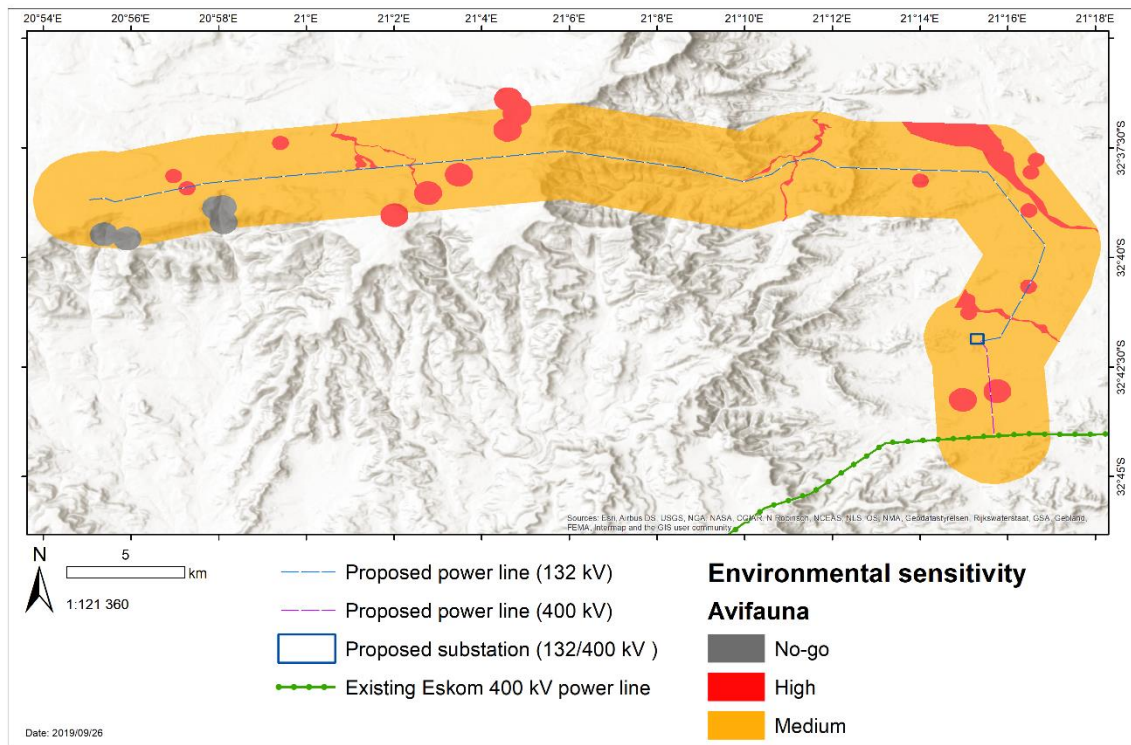 20°54'E 20°56'E 20°58'E 21°E 21°2'E 21°4'E 21°6'E 21°8'E 21°10'E 21°12'E 21°14'E 21°16'E 21°18'E
32°37'30"S
32°40'S
32°42'30"S
32°45'S
Sources: Esri, Airbus DS, USGS, NGA, NASA, CGIAR, N Robinson, NCEAS, NLS, OS, NMA, Geodatastyrelsen, Rijkswaterstaat, GSA, Geoland,
FEMA, Intermap and the GIS user community
N
5
km
1:121 360
Proposed power line (132 kV)
Proposed power line (400 kV)
Proposed substation (132/400 kV )
Existing Eskom 400 kV power line
Environmental sensitivity
Avifauna
No-go
High
Medium
Date: 2019/09/26